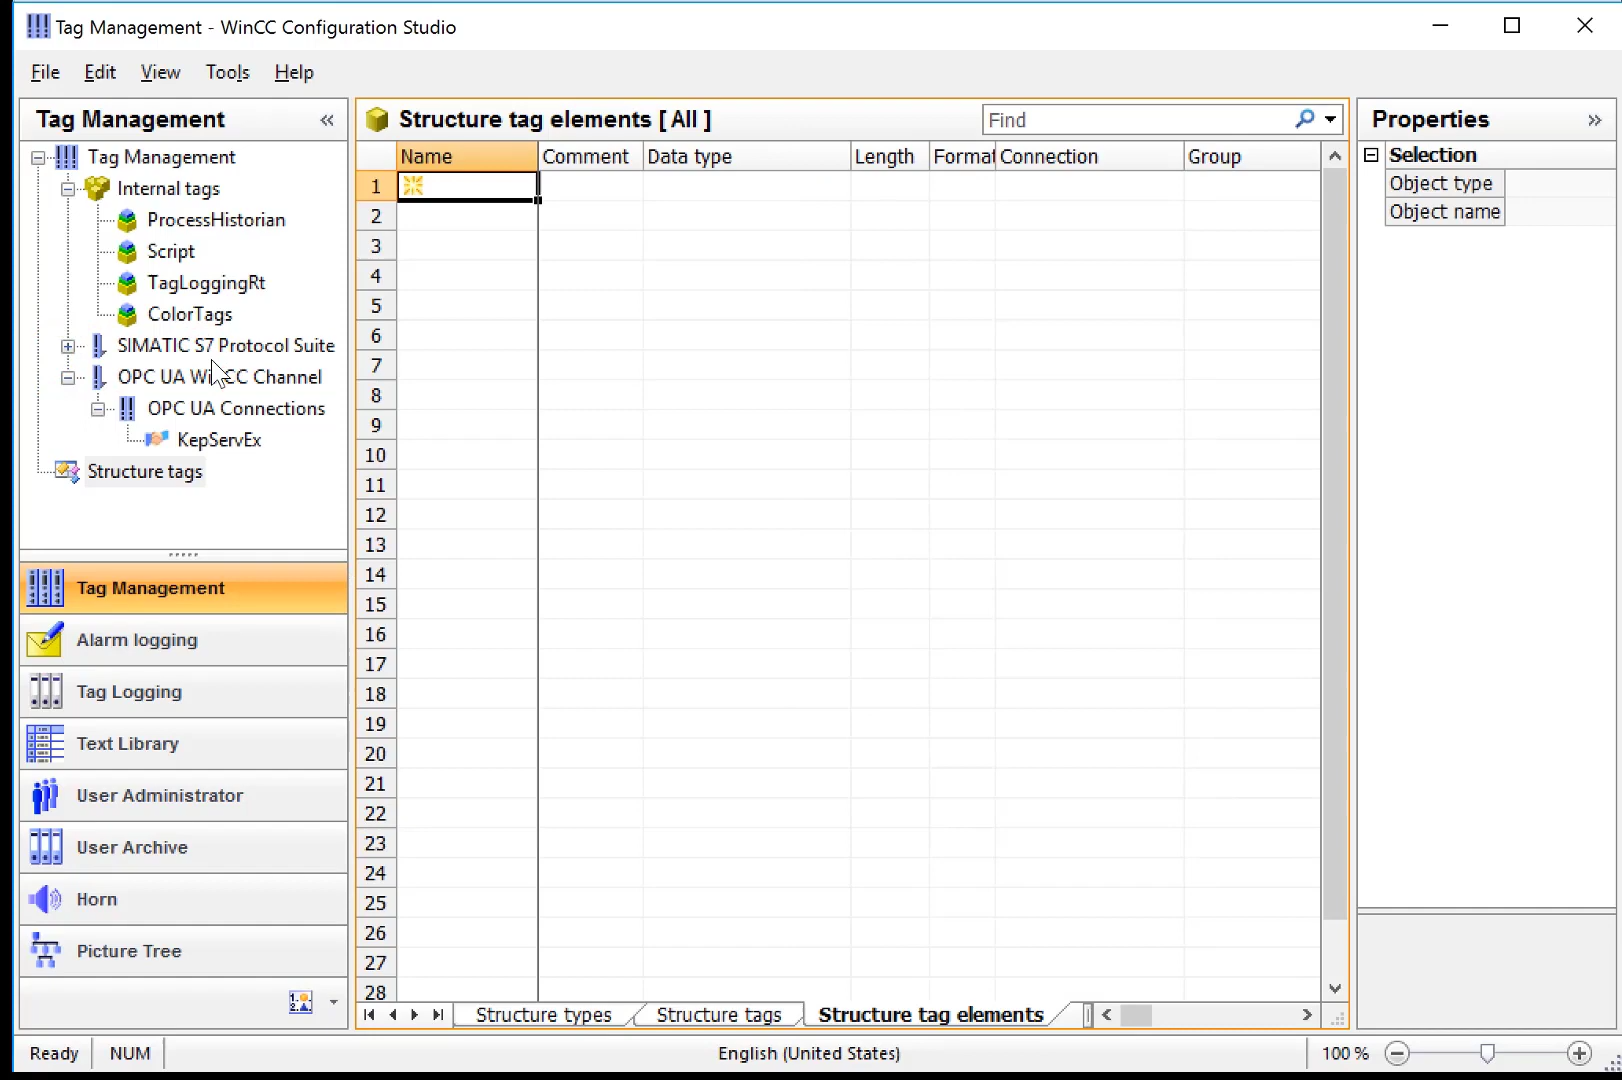 Tag Management - WinCC Configuration Studio
File Edit View Tools Help
Tag Management «
Tag Management
Internal tags
ProcessHistorian
Script
TagLoggingRt
ColorTags
SIMATIC S7 Protocol Suite
OPC UA WinCC Channel
OPC UA Connections
KepServEx
Structure tags
Tag Management
Alarm logging
Tag Logging
Text Library
User Administrator
User Archive
Horn
Picture Tree
Structure tag elements [ All ]
Find
Name Comment Data type Length Format Connection Group
1
2
3
4
5
6
7
8
9
10
11
12
13
14
15
16
17
18
19
20
21
22
23
24
25
26
27
28
Structure types Structure tags Structure tag elements
Properties »
Selection
Object type
Object name
Ready NUM English (United States) 100 %